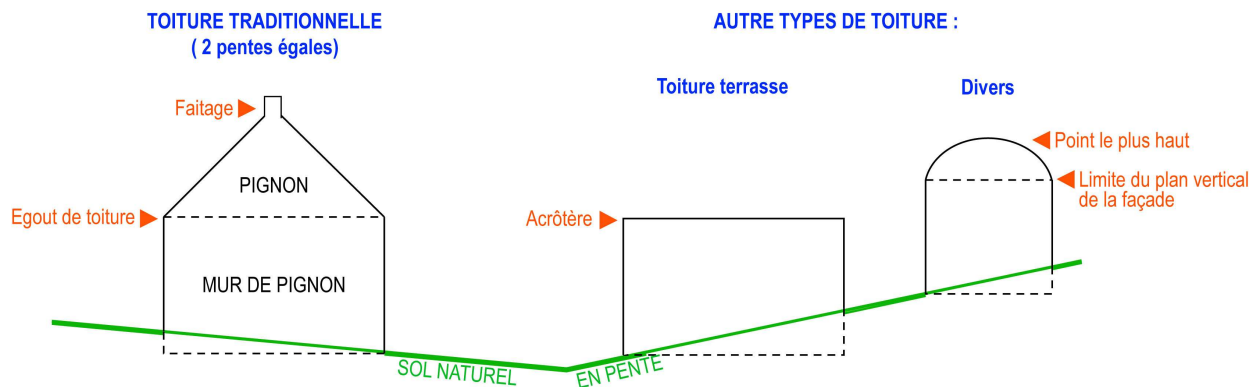 TOITURE TRADITIONNELLE
( 2 pentes égales)
AUTRE TYPES DE TOITURE :
Toiture terrasse
Divers
Faitage
Point le plus haut
PIGNON
Limite du plan vertical
de la façade
Egout de toiture
Acrôtère
MUR DE PIGNON
SOL NATUREL
EN PENTE